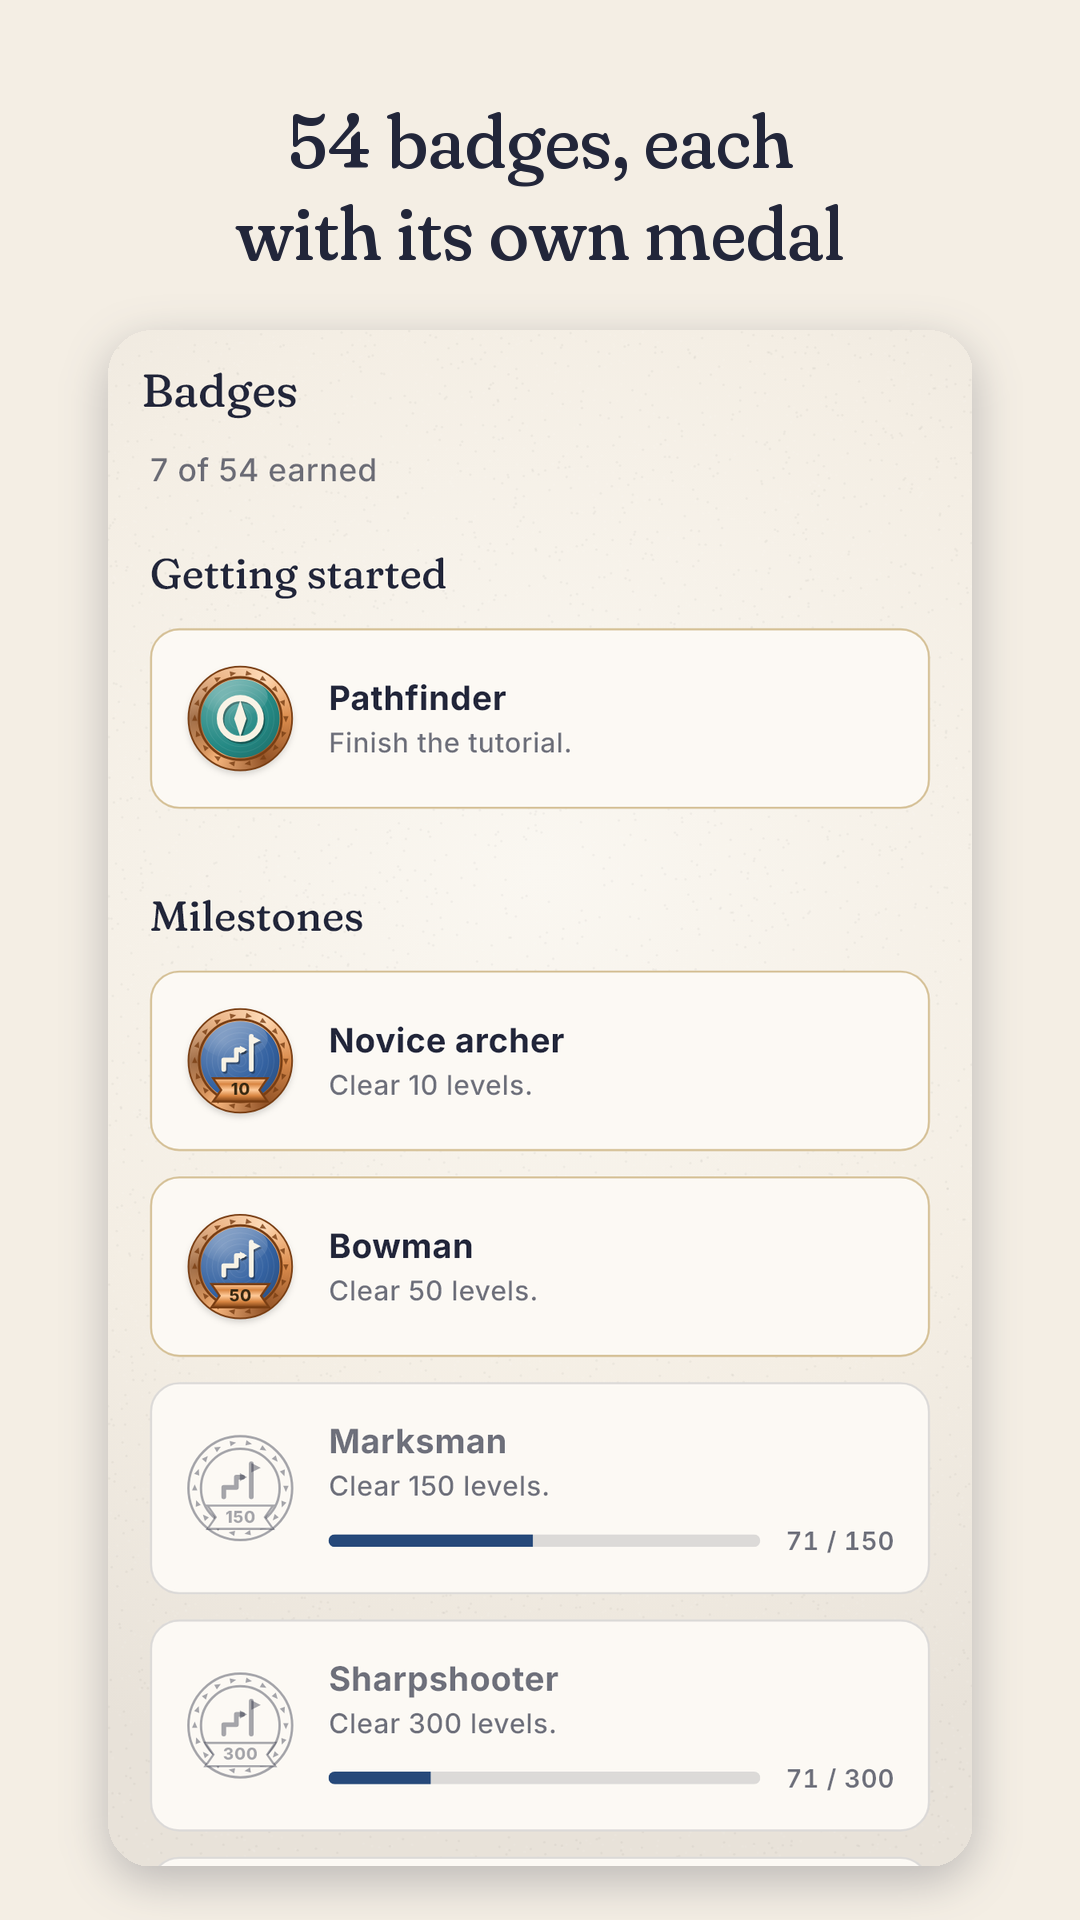 54 badges, each
with its own medal
Badges
7 of 54 earned
Getting started
Pathfinder
Finish the tutorial.
Milestones
Novice archer
Clear 10 levels.
10
Bowman
Clear 50 levels.
50
Marksman
Clear 150 levels.
150
71 / 150
Sharpshooter
Clear 300 levels.
300
71 / 300